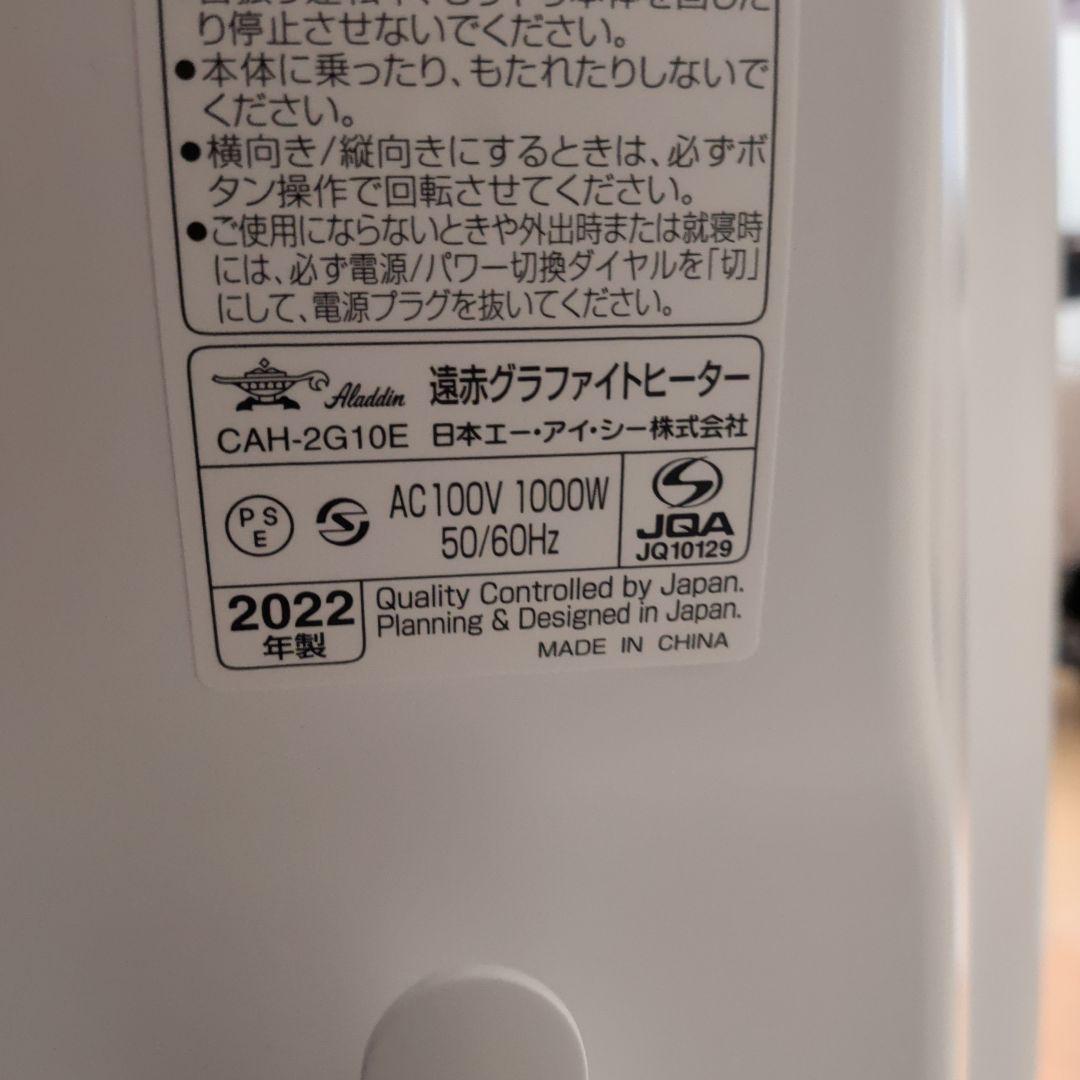 り停止させないでください。
●本体に乗ったり、もたれたりしないで
ください。
●横向き/縦向きにするときは、必ずボ
タン操作で回転させてください。
●ご使用にならないときや外出時または就寝時
には、必ず電源/パワー切換ダイヤルを「切」
にして、電源プラグを抜いてください。
Aladdin 遠赤グラファイトヒーター
CAH-2G10E 日本エー・アイ・シー株式会社
PSE AC100V 1000W
50/60Hz
JQA
JQ10129
2022
年製
Quality Controlled by Japan.
Planning & Designed in Japan.
MADE IN CHINA